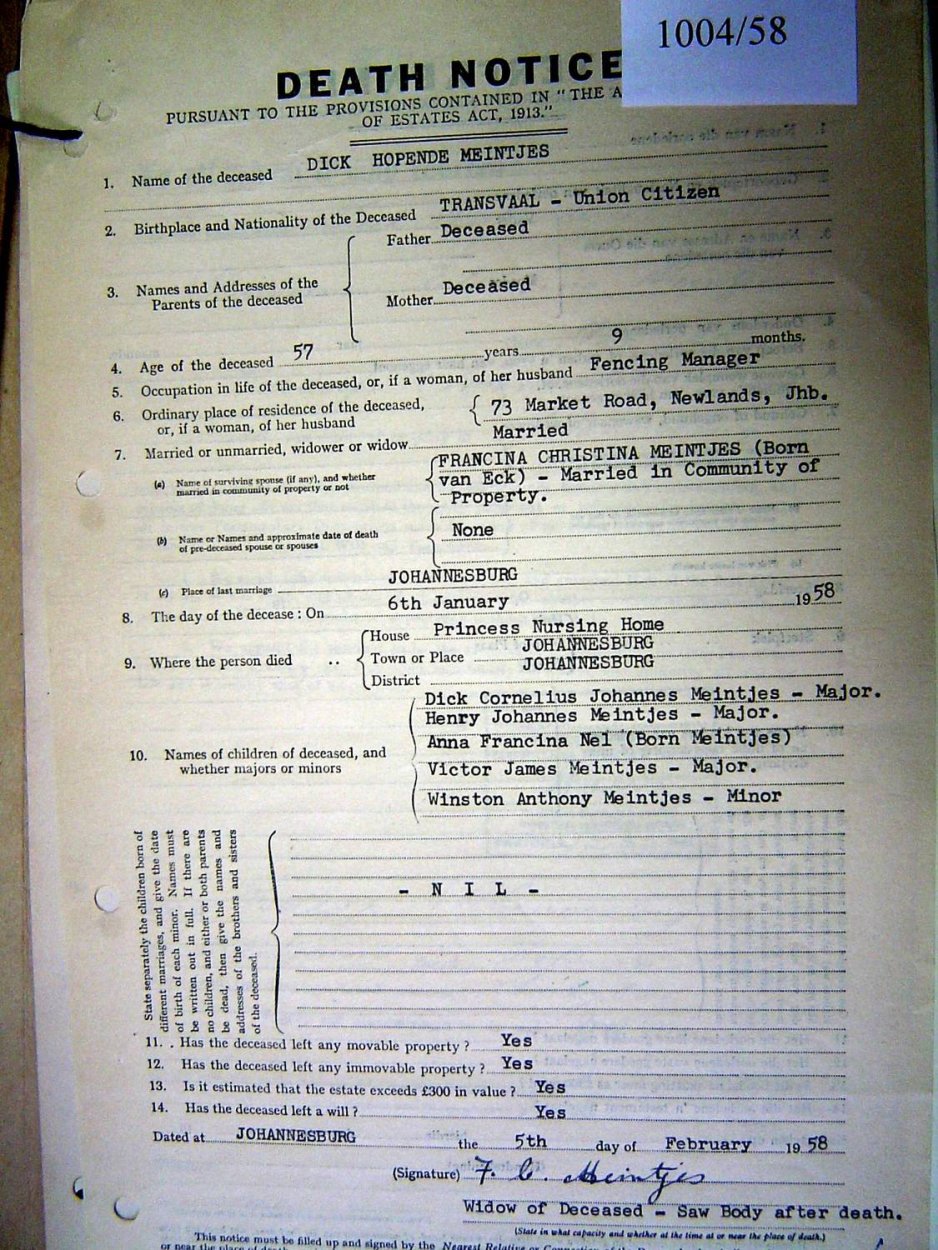 1004/58
DEATH NOTICE
PURSUANT TO THE PROVISIONS CONTAINED IN "THE A
OF ESTATES ACT, 1913."
1. Name of the deceased DICK HOPENDE MEINTJES
2. Birthplace and Nationality of the Deceased TRANSVAAL - Union Citizen
3. Names and Addresses of the Parents of the deceased
Father Deceased
Mother Deceased
4. Age of the deceased 57 years 9 months.
5. Occupation in life of the deceased, or, if a woman, of her husband Fencing Manager
6. Ordinary place of residence of the deceased,
or, if a woman, of her husband
73 Market Road, Newlands, Jhb.
7. Married or unmarried, widower or widow Married
(a) Name of surviving spouse (if any), and whether
married in community of property or not
FRANCINA CHRISTINA MEINTJES (Born
van Eck) - Married in Community of
Property.
(b) Name or Names and approximate date of death
of pre-deceased spouse or spouses
None
(c) Place of last marriage JOHANNESBURG
8. The day of the decease : On 6th January 1958
9. Where the person died ..
House Princess Nursing Home
Town or Place JOHANNESBURG
District JOHANNESBURG
10. Names of children of deceased, and
whether majors or minors
Dick Cornelius Johannes Meintjes - Major.
Henry Johannes Meintjes - Major.
Anna Francina Nel (Born Meintjes)
Victor James Meintjes - Major.
Winston Anthony Meintjes - Minor
State separately the children born of
different marriages, and give the date
of birth of each minor. Names must
be written out in full. If there are
no children, and either or both parents
be dead, then give the names and
addresses of the brothers and sisters
of the deceased.
- N I L -
11. . Has the deceased left any movable property ? Yes
12. Has the deceased left any immovable property ? Yes
13. Is it estimated that the estate exceeds £300 in value ? Yes
14. Has the deceased left a will ? Yes
Dated at JOHANNESBURG the 5th day of February 1958
(Signature) F. C. Meintjes
Widow of Deceased - Saw Body after death.
(State in what capacity and whether at the time at or near the place of death.)
This notice must be filled up and signed by the Nearest Relative or